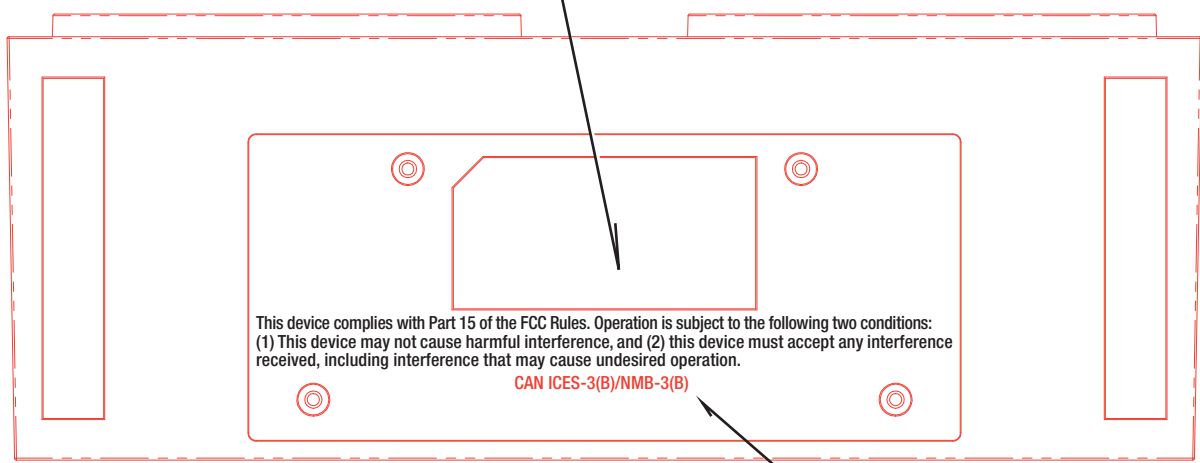 This device complies with Part 15 of the FCC Rules. Operation is subject to the following two conditions:
(1) This device may not cause harmful interference, and (2) this device must accept any interference
received, including interference that may cause undesired operation.
CAN ICES-3(B)/NMB-3(B)